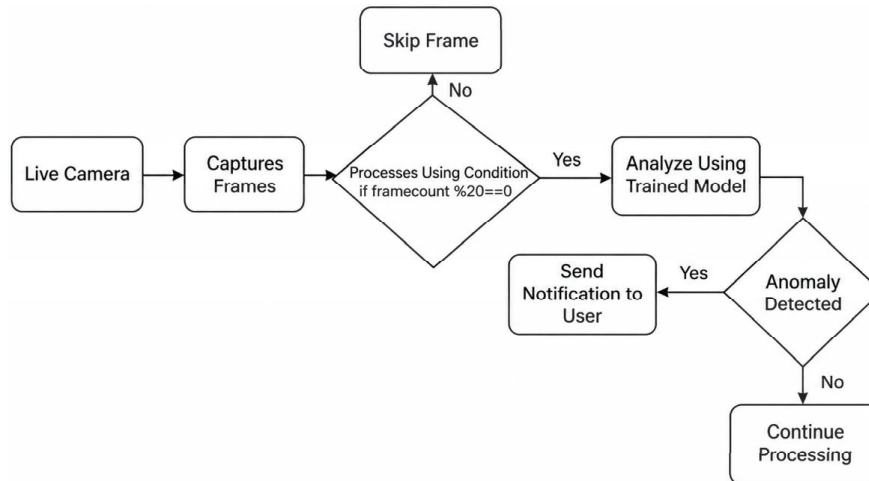 Skip Frame
No
Live Camera
Captures
Frames
Processes Using Condition
if framecount %20==0
Yes
Analyze Using
Trained Model
Send
Notification to
User
Yes
Anomaly
Detected
No
Continue
Processing